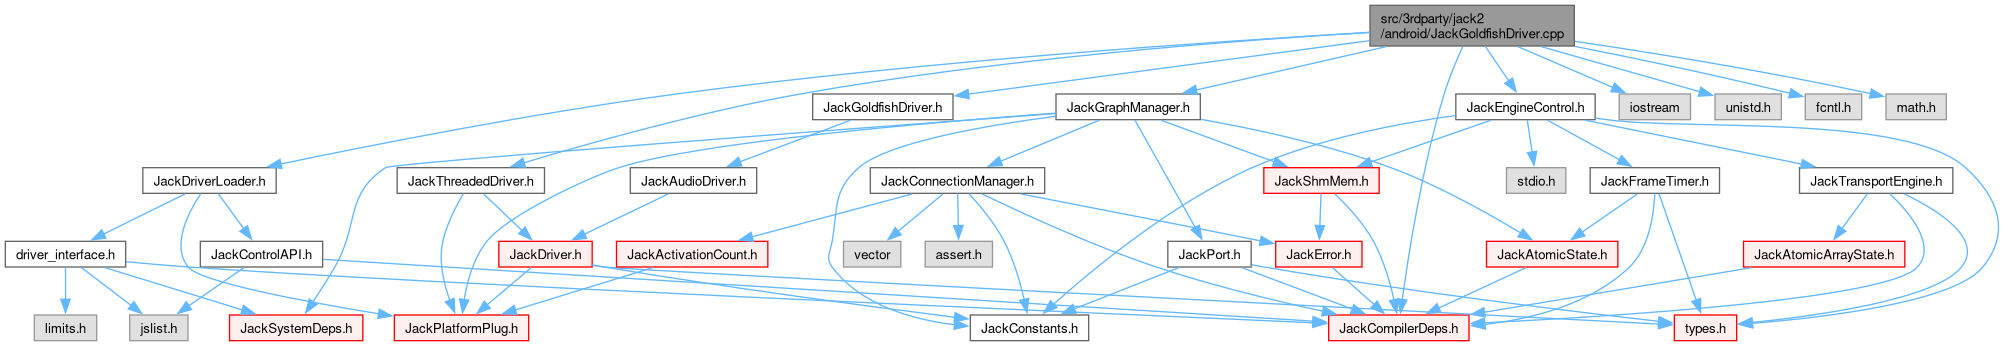 src/3rdparty/jack2
/android/JackGoldfishDriver.cpp
JackGoldfishDriver.h
JackGraphManager.h
JackEngineControl.h
iostream
unistd.h
fcntl.h
math.h
JackDriverLoader.h
JackThreadedDriver.h
JackAudioDriver.h
JackConnectionManager.h
JackShmMem.h
stdio.h
JackFrameTimer.h
JackTransportEngine.h
driver_interface.h
JackControlAPI.h
JackDriver.h
JackActivationCount.h
vector
assert.h
JackPort.h
JackError.h
JackAtomicState.h
JackAtomicArrayState.h
limits.h
jslist.h
JackSystemDeps.h
JackPlatformPlug.h
JackConstants.h
JackCompilerDeps.h
types.h